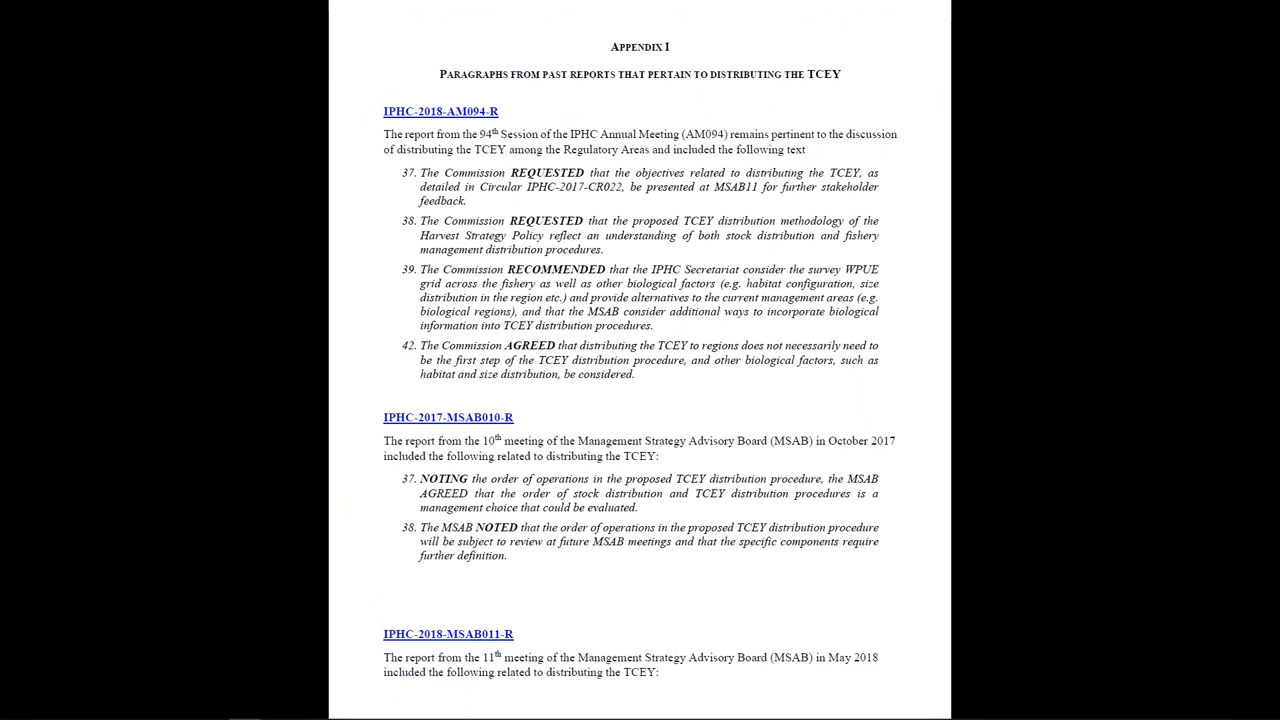 APPENDIX I
PARAGRAPHS FROM PAST REPORTS THAT PERTAIN TO DISTRIBUTING THE TCEY
IPHC-2018-AM094-R
The report from the 94th Session of the IPHC Annual Meeting (AM094) remains pertinent to the discussion
of distributing the TCEY among the Regulatory Areas and included the following text
37. The Commission REQUESTED that the objectives related to distributing the TCEY, as
detailed in Circular IPHC-2017-CR022, be presented at MSAB11 for further stakeholder
feedback.
38. The Commission REQUESTED that the proposed TCEY distribution methodology of the
Harvest Strategy Policy reflect an understanding of both stock distribution and fishery
management distribution procedures.
39. The Commission RECOMMENDED that the IPHC Secretariat consider the survey WPUE
grid across the fishery as well as other biological factors (e.g. habitat configuration, size
distribution in the region etc.) and provide alternatives to the current management areas (e.g.
biological regions), and that the MSAB consider additional ways to incorporate biological
information into TCEY distribution procedures.
42. The Commission AGREED that distributing the TCEY to regions does not necessarily need to
be the first step of the TCEY distribution procedure, and other biological factors, such as
habitat and size distribution, be considered.
IPHC-2017-MSAB010-R
The report from the 10th meeting of the Management Strategy Advisory Board (MSAB) in October 2017
included the following related to distributing the TCEY:
37. NOTING the order of operations in the proposed TCEY distribution procedure, the MSAB
AGREED that the order of stock distribution and TCEY distribution procedures is a
management choice that could be evaluated.
38. The MSAB NOTED that the order of operations in the proposed TCEY distribution procedure
will be subject to review at future MSAB meetings and that the specific components require
further definition.
IPHC-2018-MSAB011-R
The report from the 11th meeting of the Management Strategy Advisory Board (MSAB) in May 2018
included the following related to distributing the TCEY: